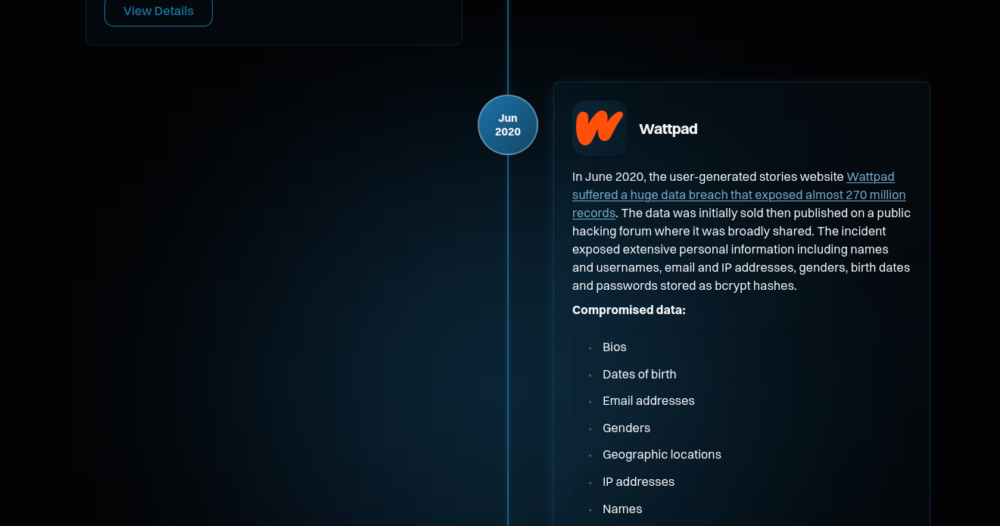 View Details
Jun
2020
Wattpad
In June 2020, the user-generated stories website Wattpad
suffered a huge data breach that exposed almost 270 million
records. The data was initially sold then published on a public
hacking forum where it was broadly shared. The incident
exposed extensive personal information including names
and usernames, email and IP addresses, genders, birth dates
and passwords stored as bcrypt hashes.
Compromised data:
Bios
Dates of birth
Email addresses
Genders
Geographic locations
IP addresses
Names